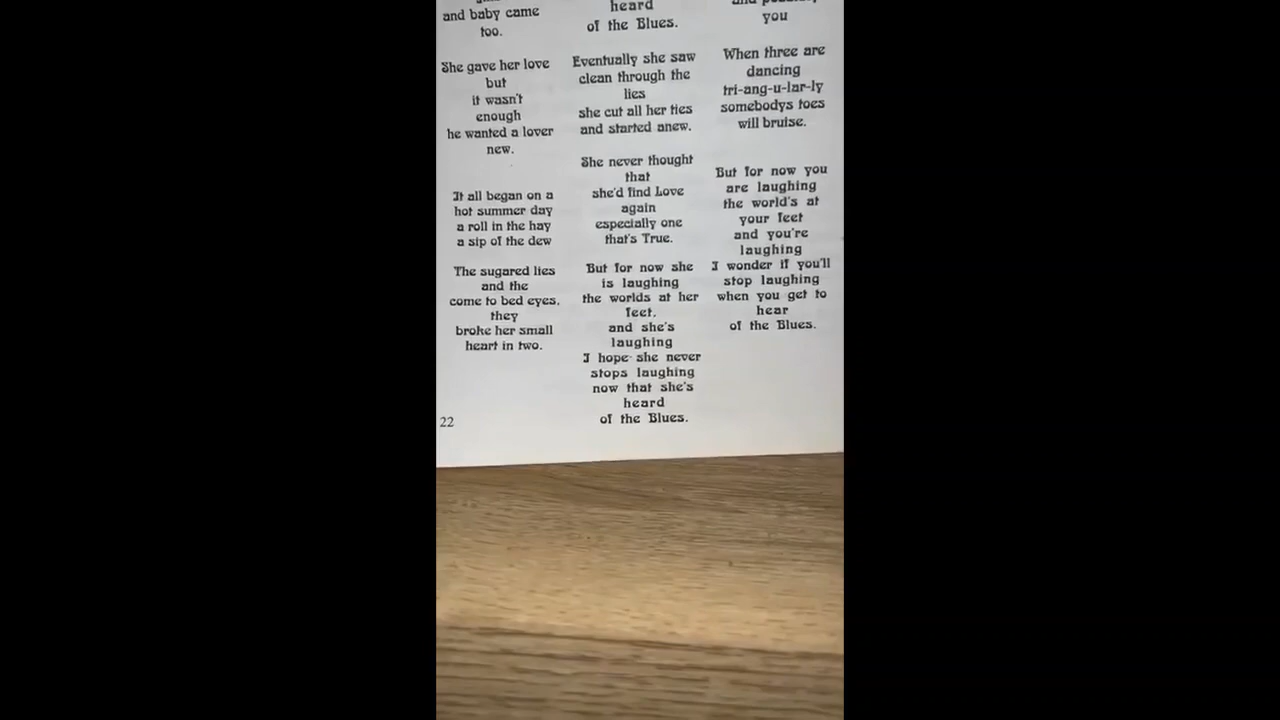 and baby came
too.
She gave her love
but
it wasn't
enough
he wanted a lover
new.
It all began on a
hot summer day
a roll in the hay
a sip of the dew
The sugared lies
and the
come to bed eyes,
they
broke her small
heart in two.
22
heard
of the Blues.
Eventually she saw
clean through the
lies
she cut all her ties
and started anew.
She never thought
that
she'd find Love
again
especially one
that's True.
But for now she
is laughing
the worlds at her
feet,
and she's
laughing
I hope she never
stops laughing
now that she's
heard
of the Blues.
you
When three are
dancing
tri-ang-u-lar-ly
somebodys toes
will bruise.
But for now you
are laughing
the world's at
your feet
and you're
laughing
I wonder if you'll
stop laughing
when you get to
hear
of the Blues.